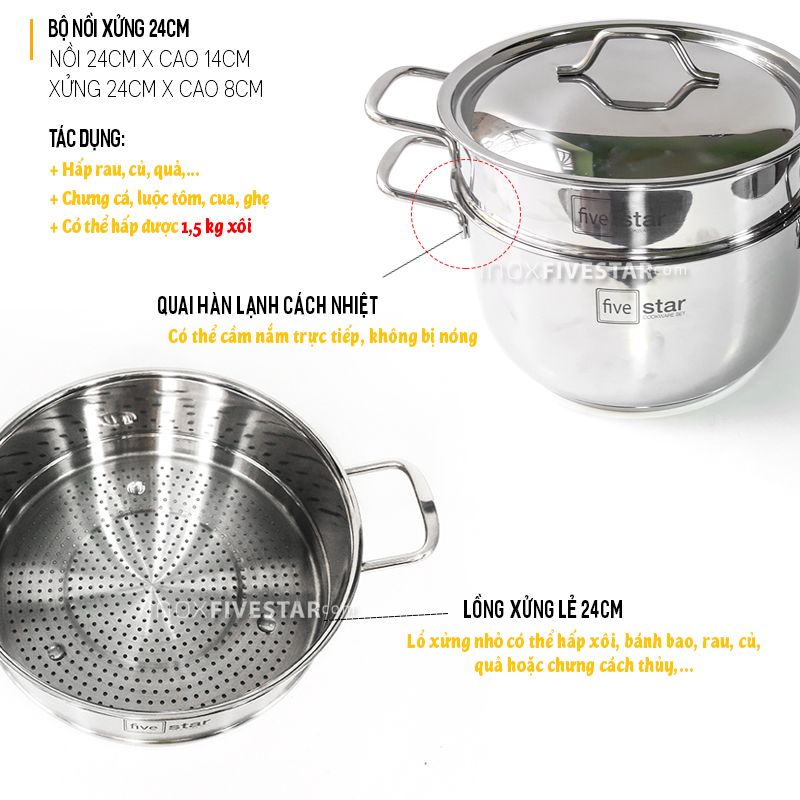 BỘ NỒI XỬNG 24CM
NỒI 24CM X CAO 14CM
XỬNG 24CM X CAO 8CM
TÁC DỤNG:
+ Hấp rau, củ, quả,...
+ Chưng cá, luộc tôm, cua, ghẹ
+ Có thể hấp được 1,5 kg xôi
five star
inoxFIVESTAR.com
five star
COOKWARE SET
QUAI HÀN LẠNH CÁCH NHIỆT
Có thể cầm nắm trực tiếp, không bị nóng
inoxFIVESTAR.com
LỒNG XỬNG LẺ 24CM
Lổ xửng nhỏ có thể hấp xôi, bánh bao, rau, củ,
quả hoặc chưng cách thủy,...
five star